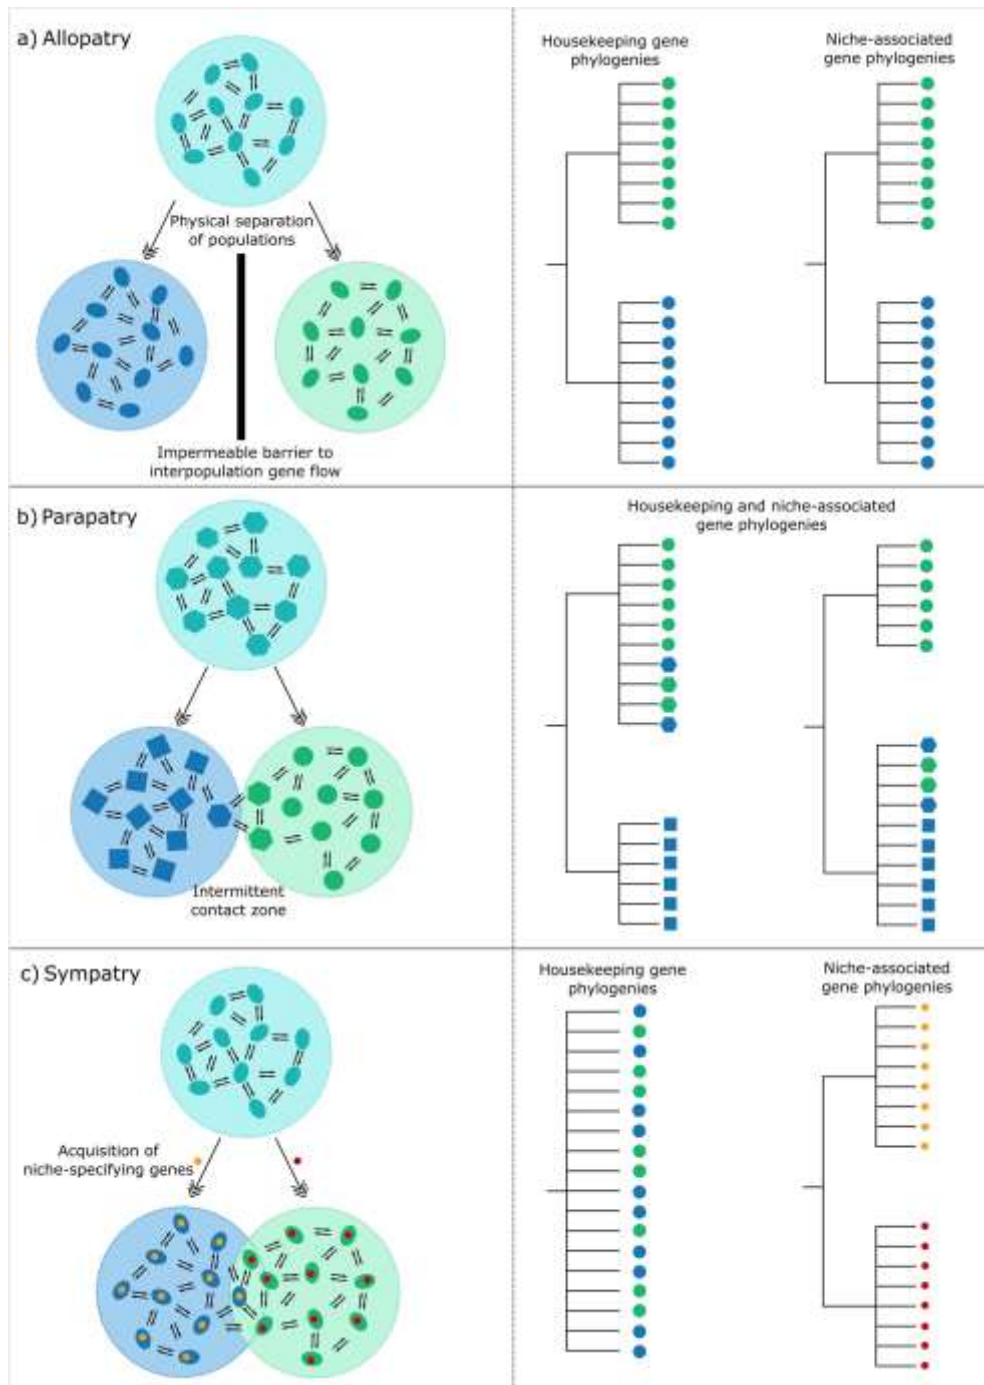 a) Allopatry
Physical separation
of populations
Impermeable barrier to
interpopulation gene flow
Housekeeping gene
phylogenies
Niche-associated
gene phylogenies
b) Parapatry
Intermittent
contact zone
Housekeeping and niche-associated
gene phylogenies
c) Sympatry
Acquisition of
niche-specifying genes
Housekeeping gene
phylogenies
Niche-associated
gene phylogenies